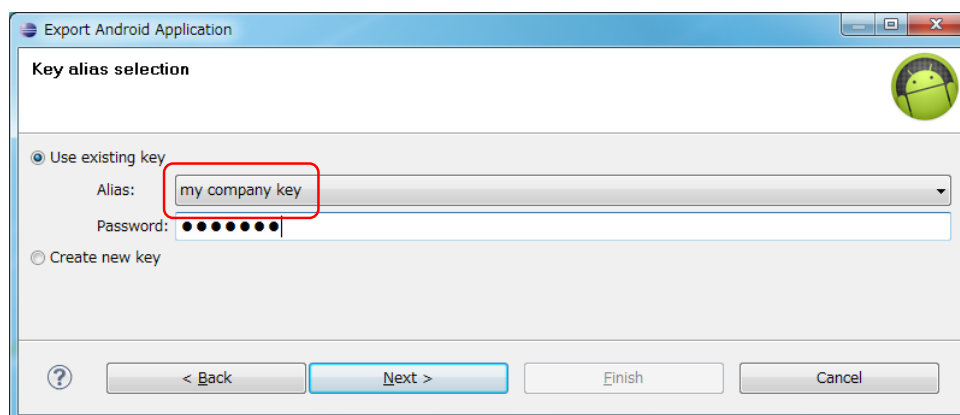 Export Android Application
Key alias selection
Use existing key
Alias: my company key
Password: ●●●●●●●
Create new key
? < Back Next > Finish Cancel